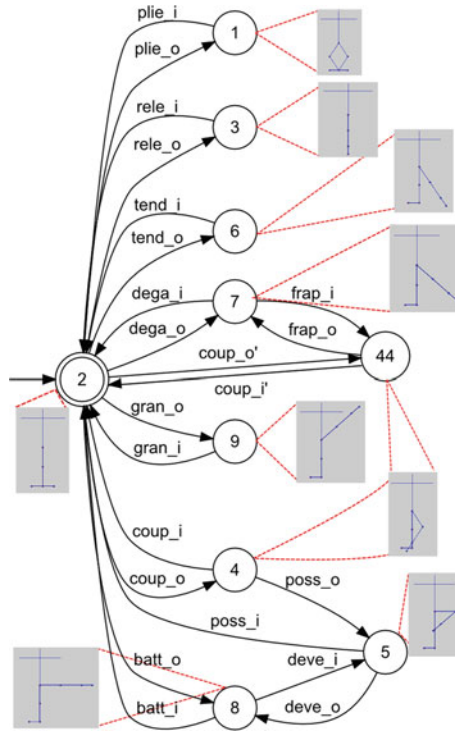 plie_i
1
plie_o
rele_i
3
rele_o
tend_i
6
tend_o
dega_i
7
frap_i
dega_o
frap_o
coup_o'
44
2
coup_i'
gran_o
9
gran_i
coup_i
4
coup_o
poss_o
poss_i
5
batt_o
deve_i
8
batt_i
deve_o